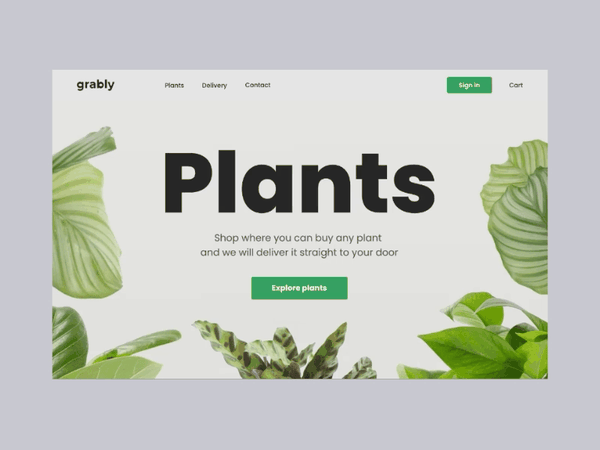 grably
Plants
Delivery
Contact
Sign in
Cart
Plants
Shop where you can buy any plant
and we will deliver it straight to your door
Explore plants